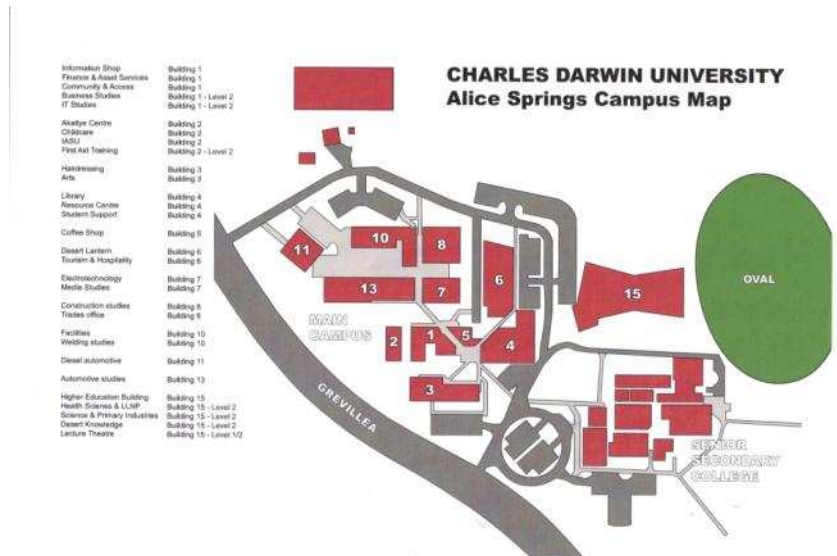 CHARLES DARWIN UNIVERSITY
Alice Springs Campus Map
Information Shop Building 1
Finance & Asset Services Building 1
Community & Access Building 1
Business Studies Building 1 - Level 2
IT Studies Building 1 - Level 2
Akaltye Centre Building 2
Childcare Building 2
IASU Building 2
First Aid Training Building 2 - Level 2
Hairdressing Building 3
Arts Building 3
Library Building 4
Resource Centre Building 4
Student Support Building 4
Coffee Shop Building 5
Desert Lantern Building 6
Tourism & Hospitality Building 6
Electrotechnology Building 7
Media Studies Building 7
Construction studies Building 8
Trades office Building 8
Facilities Building 10
Welding studies Building 10
Diesel automotive Building 11
Automotive studies Building 13
Higher Education Building Building 15
Health Scienes & LLNP Building 15 - Level 2
Science & Primary Industries Building 15 - Level 2
Desert Knowledge Building 15 - Level 2
Lecture Theatre Building 15 - Level 1/2
11
10
8
6
13
7
15
OVAL
MAIN
CAMPUS
2
1
5
4
3
GREVILLEA
SENIOR
SECONDARY
COLLEGE